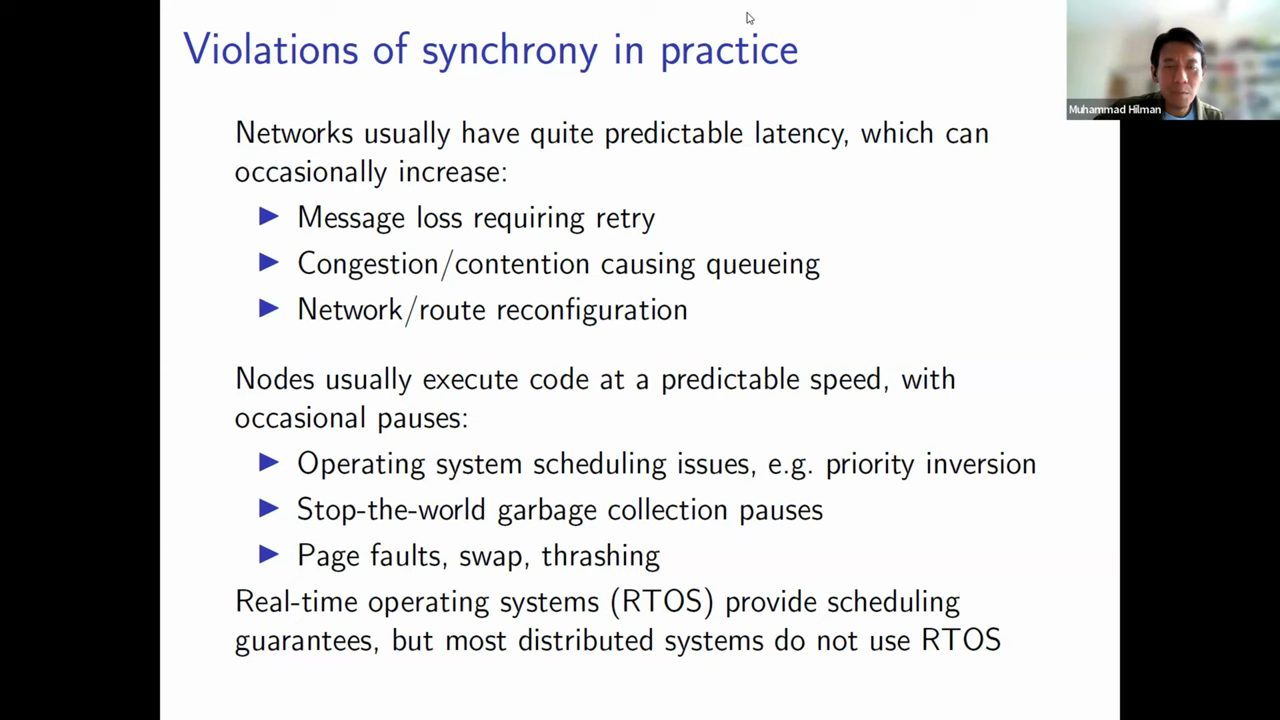 Violations of synchrony in practice
Muhammad Hilman
Networks usually have quite predictable latency, which can
occasionally increase:
▶ Message loss requiring retry
▶ Congestion/contention causing queueing
▶ Network/route reconfiguration
Nodes usually execute code at a predictable speed, with
occasional pauses:
▶ Operating system scheduling issues, e.g. priority inversion
▶ Stop-the-world garbage collection pauses
▶ Page faults, swap, thrashing
Real-time operating systems (RTOS) provide scheduling
guarantees, but most distributed systems do not use RTOS